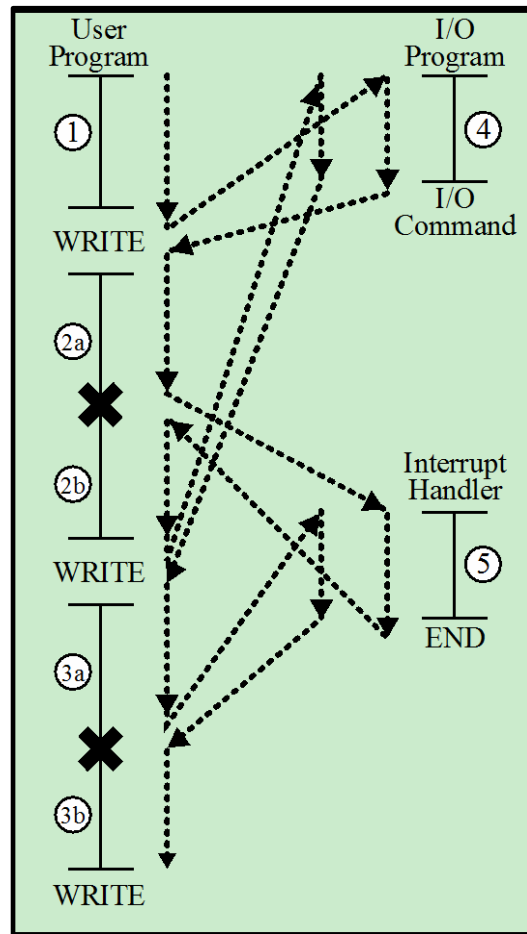 User
Program
I/O
Program
1
4
I/O
Command
WRITE
2a
2b
Interrupt
Handler
WRITE
5
3a
END
3b
WRITE